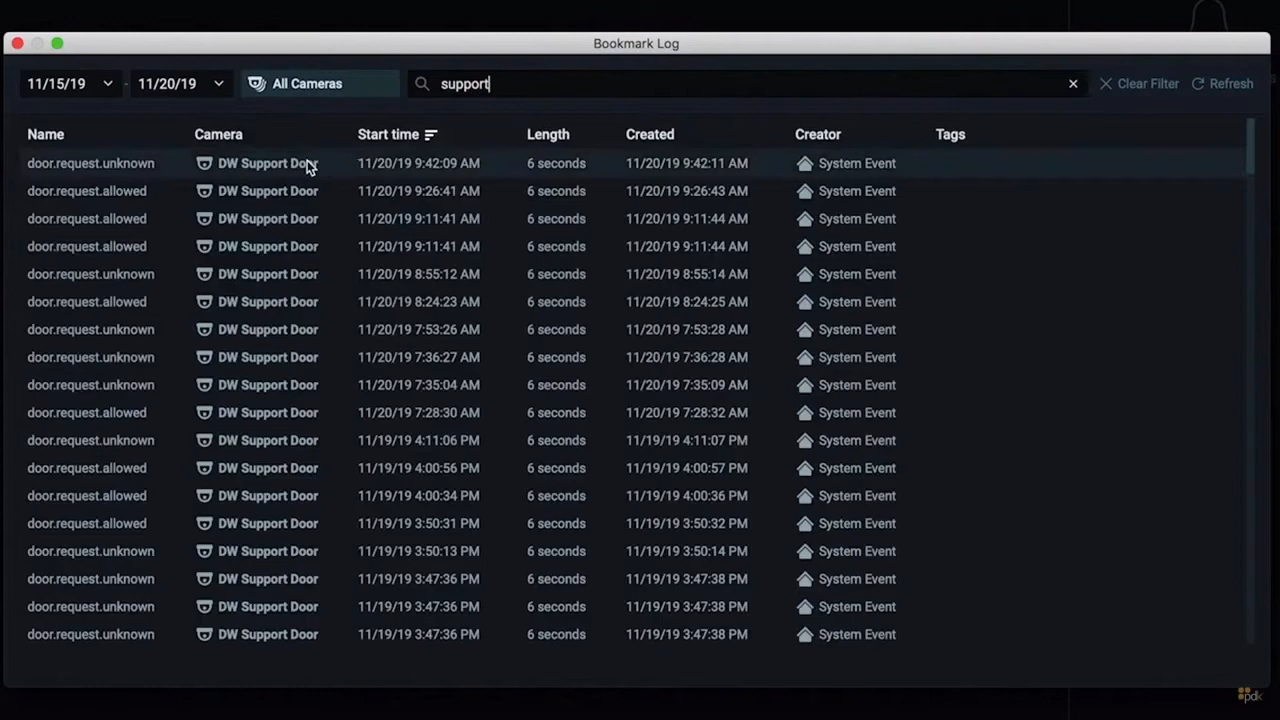 Bookmark Log
11/15/19 - 11/20/19 All Cameras support Clear Filter Refresh
Name Camera Start time Length Created Creator Tags
door.request.unknown DW Support Door 11/20/19 9:42:09 AM 6 seconds 11/20/19 9:42:11 AM System Event
door.request.allowed DW Support Door 11/20/19 9:26:41 AM 6 seconds 11/20/19 9:26:43 AM System Event
door.request.allowed DW Support Door 11/20/19 9:11:41 AM 6 seconds 11/20/19 9:11:44 AM System Event
door.request.allowed DW Support Door 11/20/19 9:11:41 AM 6 seconds 11/20/19 9:11:44 AM System Event
door.request.unknown DW Support Door 11/20/19 8:55:12 AM 6 seconds 11/20/19 8:55:14 AM System Event
door.request.allowed DW Support Door 11/20/19 8:24:23 AM 6 seconds 11/20/19 8:24:25 AM System Event
door.request.unknown DW Support Door 11/20/19 7:53:26 AM 6 seconds 11/20/19 7:53:28 AM System Event
door.request.unknown DW Support Door 11/20/19 7:36:27 AM 6 seconds 11/20/19 7:36:28 AM System Event
door.request.unknown DW Support Door 11/20/19 7:35:04 AM 6 seconds 11/20/19 7:35:09 AM System Event
door.request.allowed DW Support Door 11/20/19 7:28:30 AM 6 seconds 11/20/19 7:28:32 AM System Event
door.request.unknown DW Support Door 11/19/19 4:11:06 PM 6 seconds 11/19/19 4:11:07 PM System Event
door.request.allowed DW Support Door 11/19/19 4:00:56 PM 6 seconds 11/19/19 4:00:57 PM System Event
door.request.allowed DW Support Door 11/19/19 4:00:34 PM 6 seconds 11/19/19 4:00:36 PM System Event
door.request.allowed DW Support Door 11/19/19 3:50:31 PM 6 seconds 11/19/19 3:50:32 PM System Event
door.request.unknown DW Support Door 11/19/19 3:50:13 PM 6 seconds 11/19/19 3:50:14 PM System Event
door.request.unknown DW Support Door 11/19/19 3:47:36 PM 6 seconds 11/19/19 3:47:38 PM System Event
door.request.unknown DW Support Door 11/19/19 3:47:36 PM 6 seconds 11/19/19 3:47:38 PM System Event
door.request.unknown DW Support Door 11/19/19 3:47:36 PM 6 seconds 11/19/19 3:47:38 PM System Event
pdk